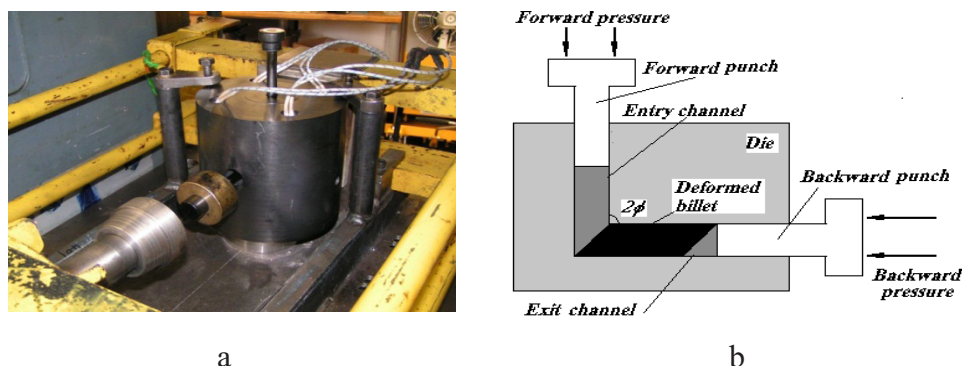 Forward pressure
Forward punch
Entry channel
Die
Backward punch
Deformed
billet
2ϕ
Backward
pressure
Exit channel
a
b